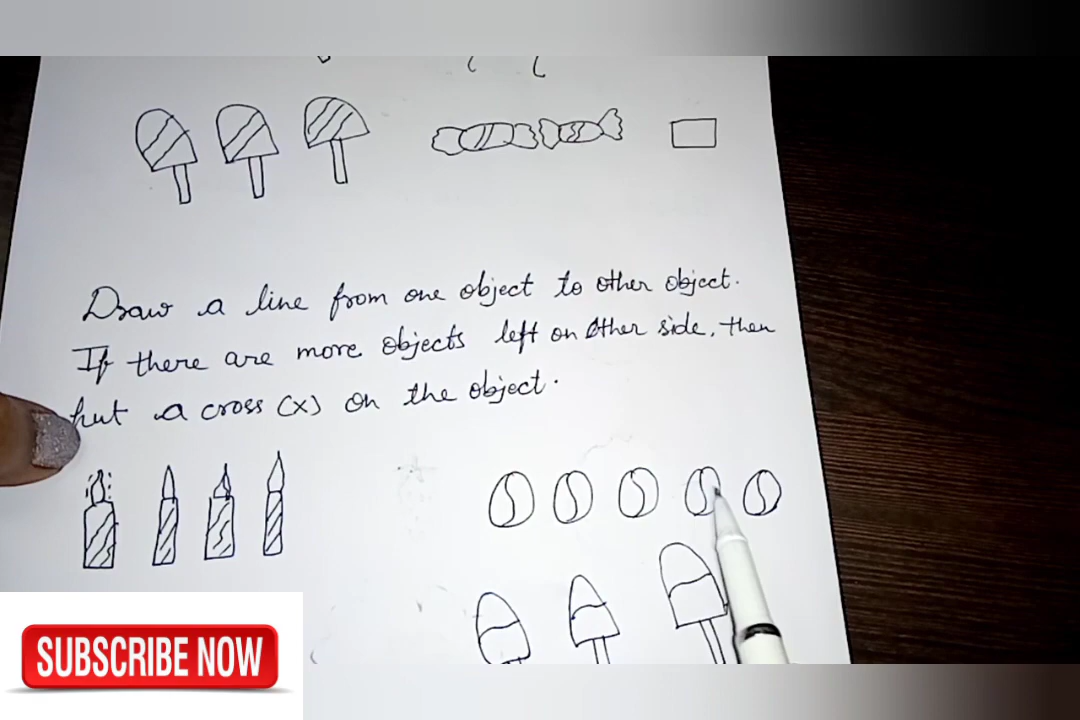 Draw a line from one object to other object.
If there are more objects left on other side, then
put a cross (x) on the object.
SUBSCRIBE NOW